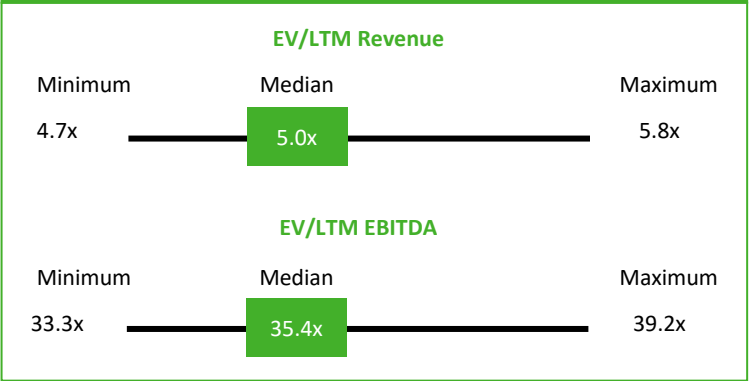 EV/LTM Revenue
Minimum Median Maximum
4.7x 5.0x 5.8x
EV/LTM EBITDA
Minimum Median Maximum
33.3x 35.4x 39.2x